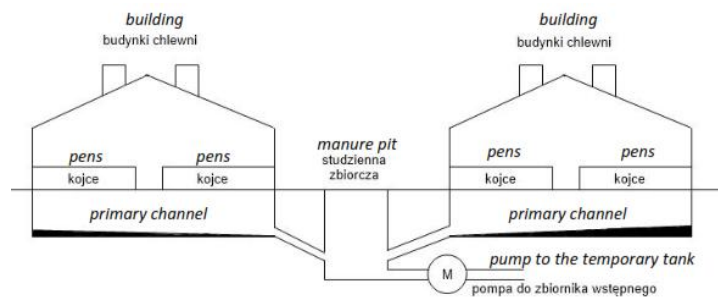 building
budynki chlewni
building
budynki chlewni
manure pit
studzienna
zbiorcza
pens
pens
pens
pens
kojce
kojce
kojce
kojce
primary channel
primary channel
pump to the temporary tank
M
pompa do zbiornika wstępnego